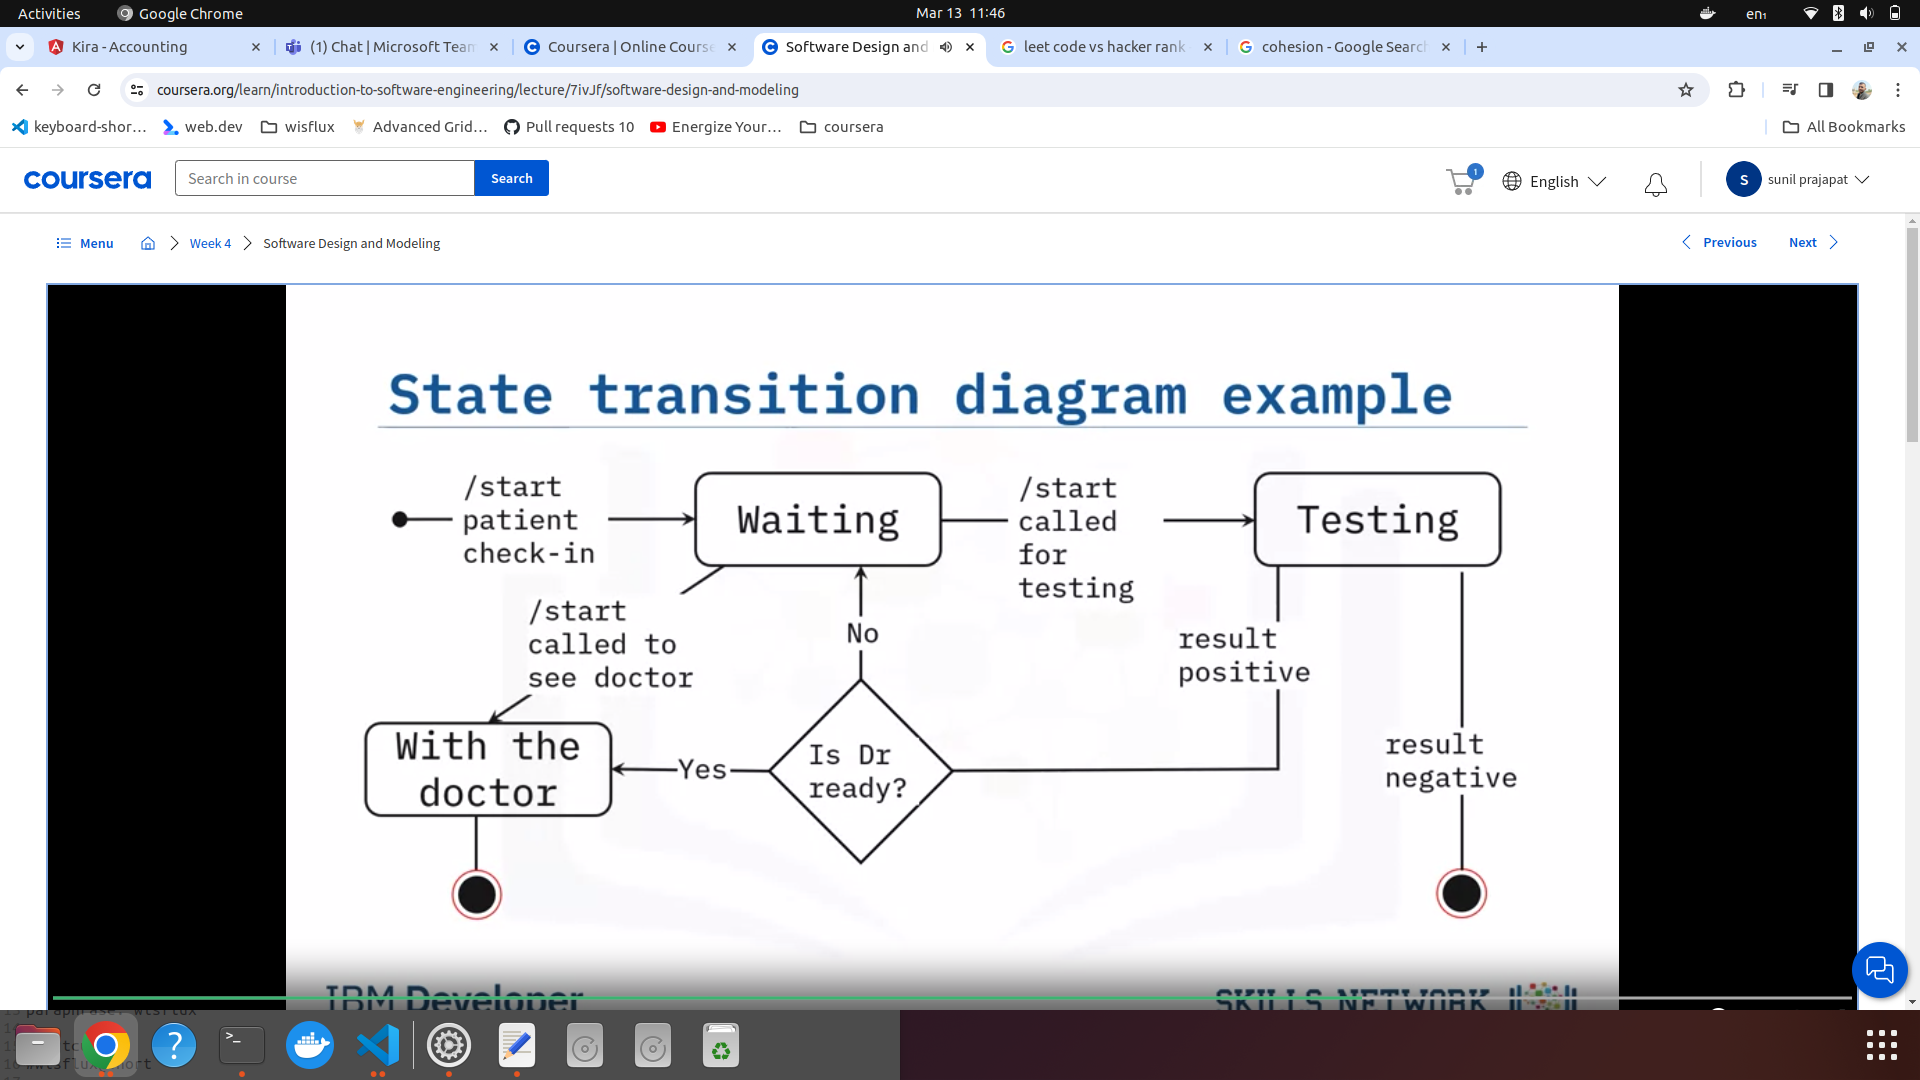 Activities Google Chrome Mar 13 11:46 en₁
Kira - Accounting (1) Chat | Microsoft Team Coursera | Online Course Software Design and leet code vs hacker rank cohesion - Google Search
coursera.org/learn/introduction-to-software-engineering/lecture/7ivJf/software-design-and-modeling
keyboard-shor... web.dev wisflux Advanced Grid... Pull requests 10 Energize Your... coursera All Bookmarks
coursera Search in course Search 1 English S sunil prajapat
Menu Week 4 Software Design and Modeling Previous Next
State transition diagram example
/start
patient
check-in
Waiting
/start
called
for
testing
Testing
/start
called to
see doctor
No
result
positive
With the
doctor
Yes
Is Dr
ready?
result
negative
IBM Developer
SKILLS NETWORK